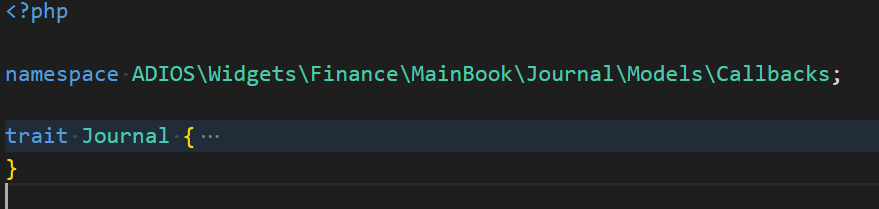 <?php
namespace ADIOS\Widgets\Finance\MainBook\Journal\Models\Callbacks;
trait Journal { ⋯
}